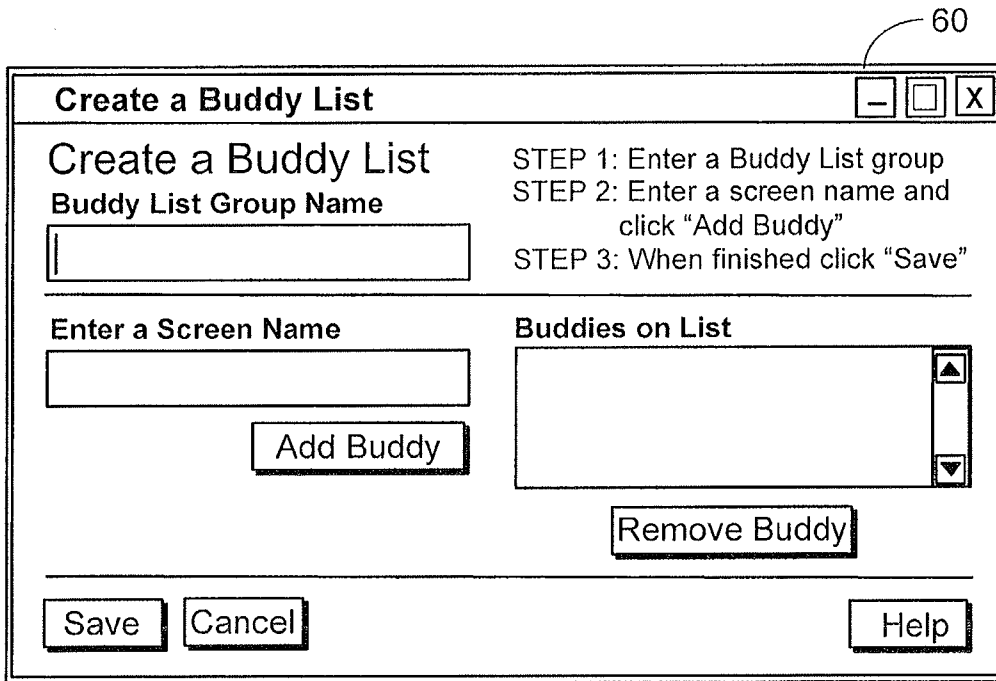 60
Create a Buddy List
Create a Buddy List
Buddy List Group Name
STEP 1: Enter a Buddy List group
STEP 2: Enter a screen name and
click “Add Buddy”
STEP 3: When finished click “Save”
Enter a Screen Name
Add Buddy
Buddies on List
Remove Buddy
Save
Cancel
Help